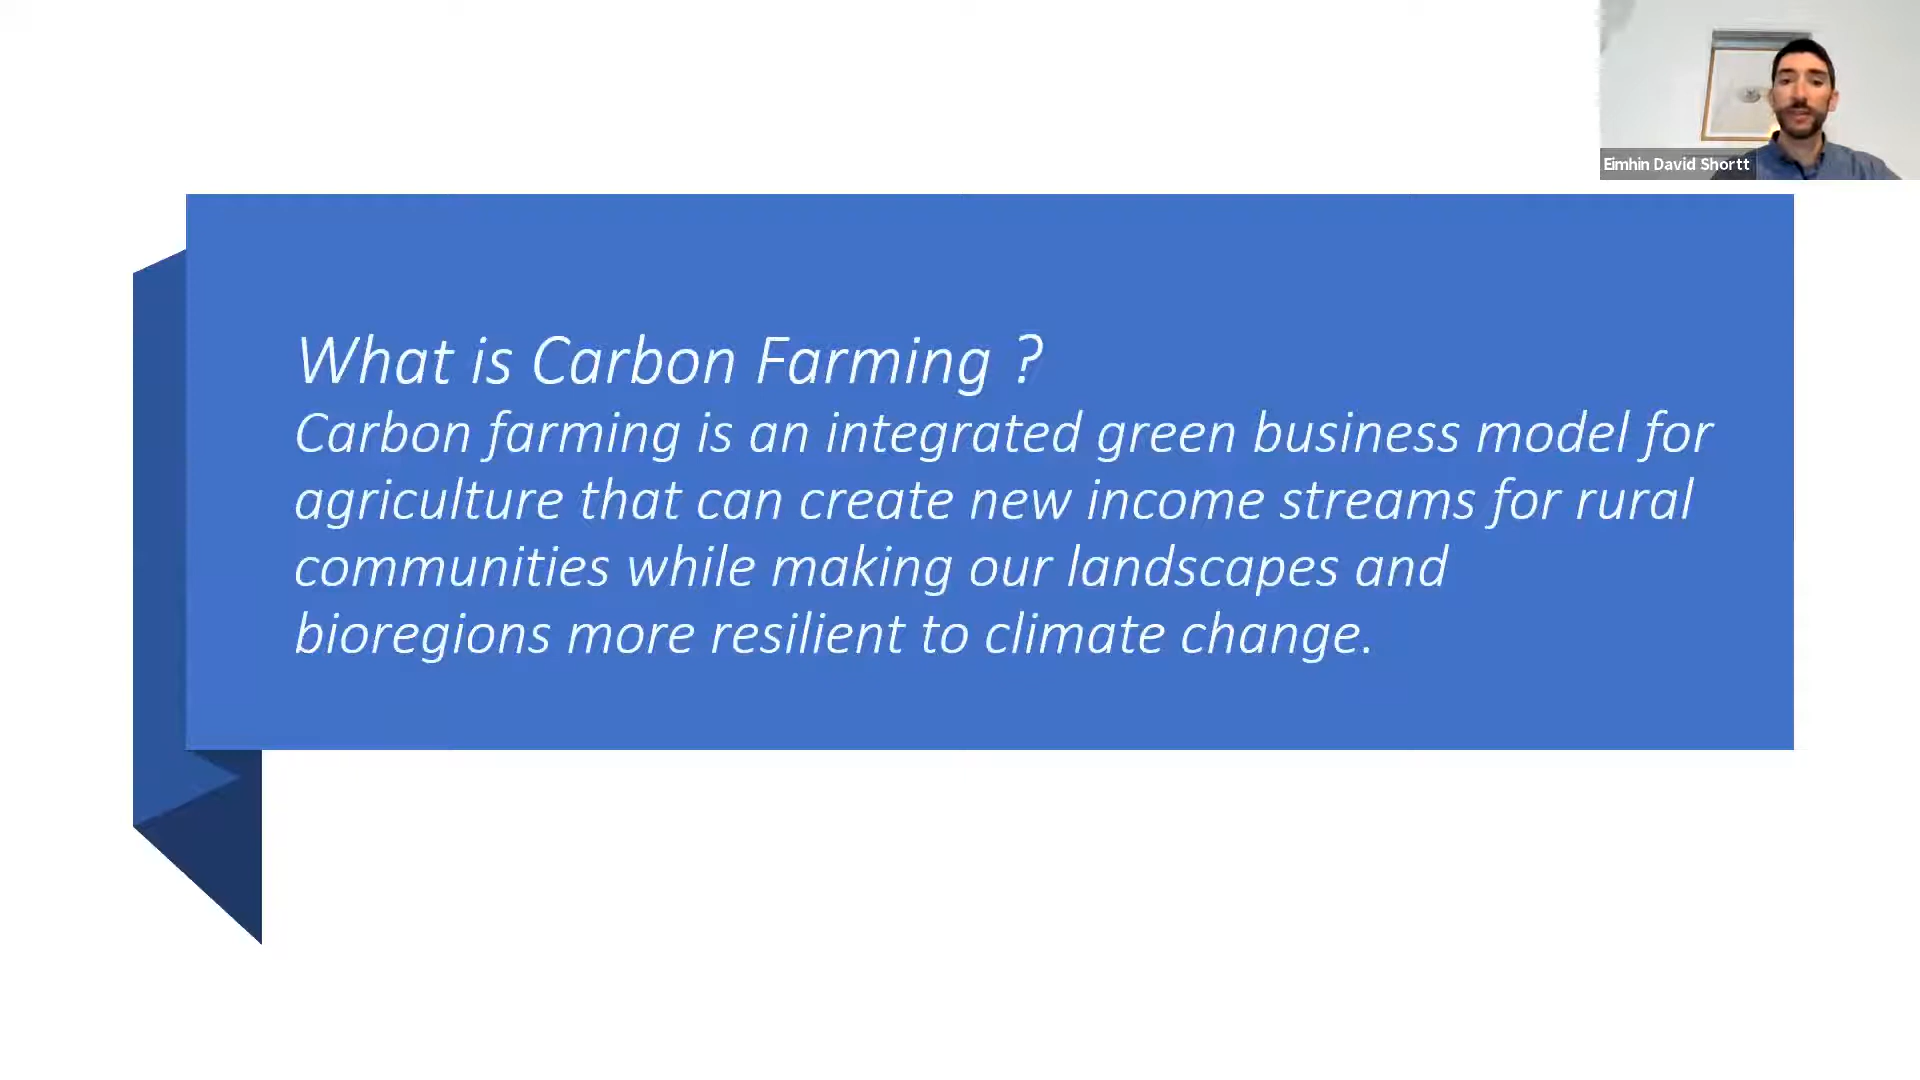 Eimhin David Shortt
What is Carbon Farming ?
Carbon farming is an integrated green business model for
agriculture that can create new income streams for rural
communities while making our landscapes and
bioregions more resilient to climate change.